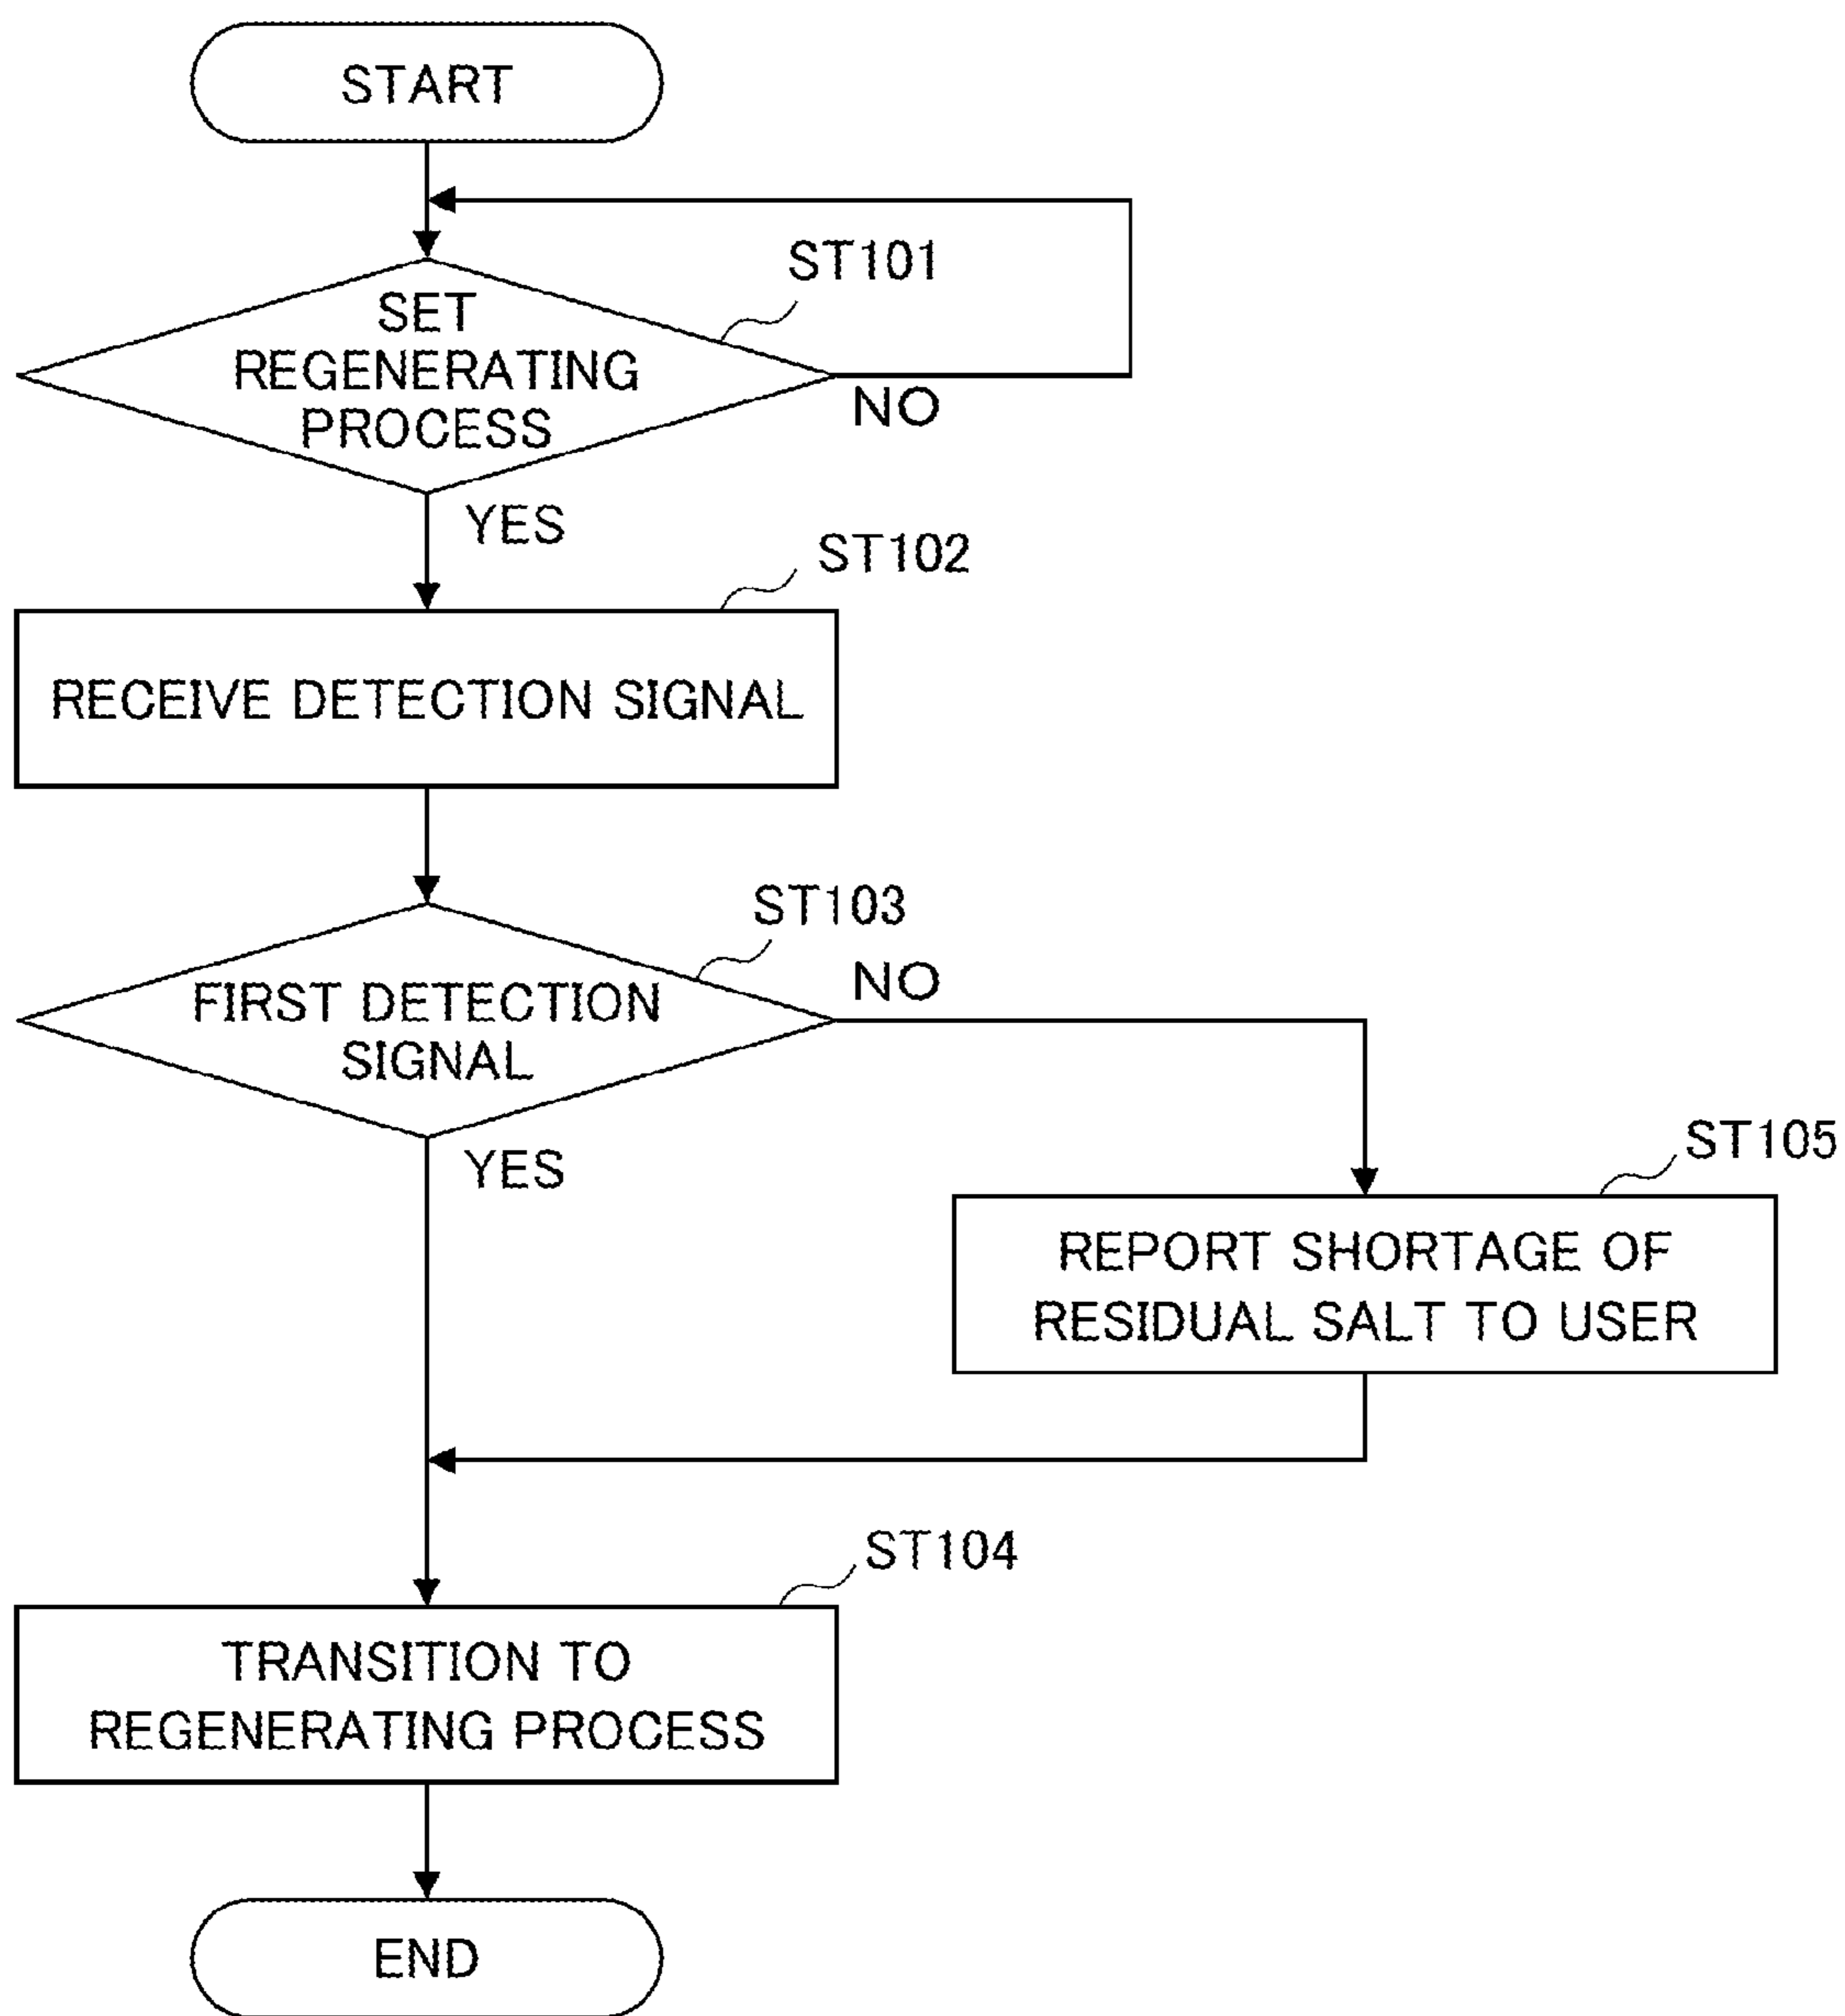 START
ST101
SET
REGENERATING
PROCESS
NO
YES
ST102
RECEIVE DETECTION SIGNAL
ST103
NO
FIRST DETECTION
SIGNAL
YES
ST105
REPORT SHORTAGE OF
RESIDUAL SALT TO USER
ST104
TRANSITION TO
REGENERATING PROCESS
END